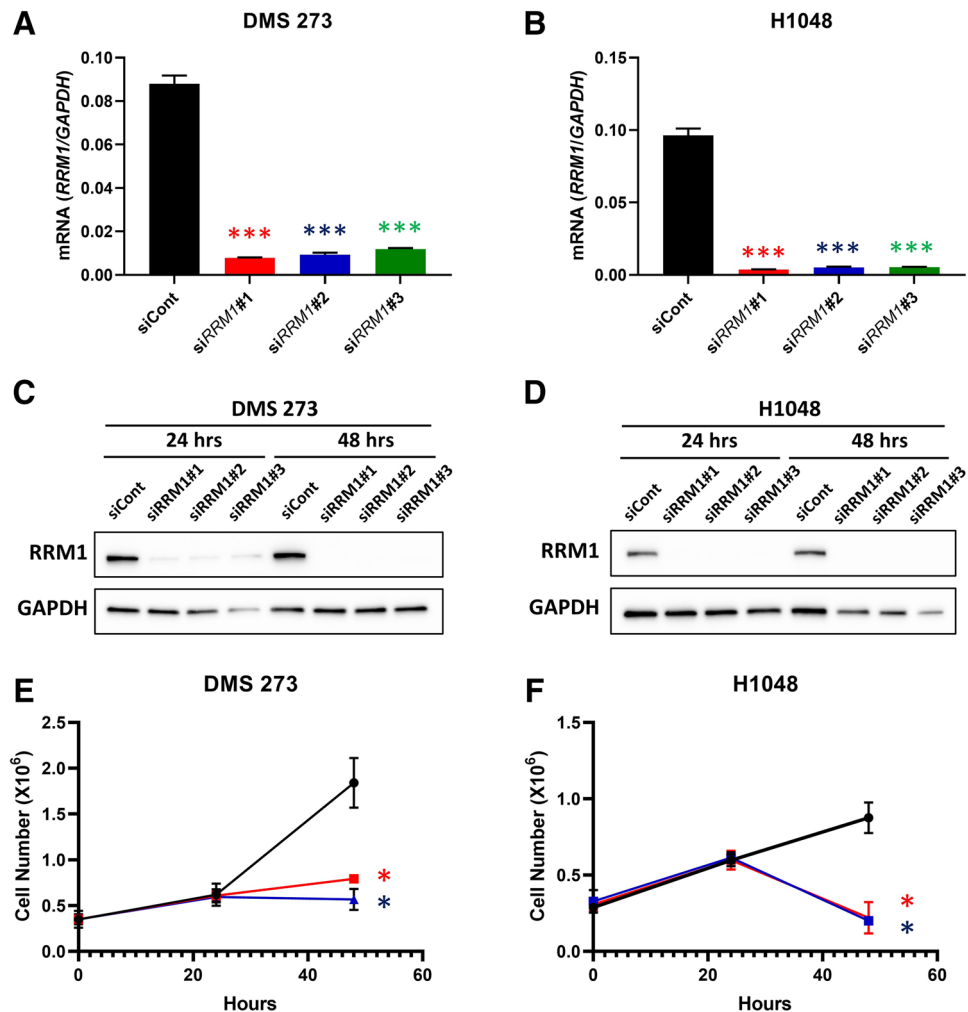 A
DMS 273
mRNA (RRM1/GAPDH)
0.10
0.08
0.06
0.04
0.02
0.00
*** *** ***
siCont siRRM1#1 siRRM1#2 siRRM1#3
B
H1048
mRNA (RRM1/GAPDH)
0.15
0.10
0.05
0.00
*** *** ***
siCont siRRM1#1 siRRM1#2 siRRM1#3
C
DMS 273
24 hrs 48 hrs
siCont siRRM1#1 siRRM1#2 siRRM1#3 siCont siRRM1#1 siRRM1#2 siRRM1#3
RRM1
GAPDH
D
H1048
24 hrs 48 hrs
siCont siRRM1#1 siRRM1#2 siRRM1#3 siCont siRRM1#1 siRRM1#2 siRRM1#3
RRM1
GAPDH
E
DMS 273
Cell Number (X10⁶)
2.5
2.0
1.5
1.0
0.5
0.0
*
*
0 20 40 60
Hours
F
H1048
Cell Number (X10⁶)
1.5
1.0
0.5
0.0
*
*
0 20 40 60
Hours